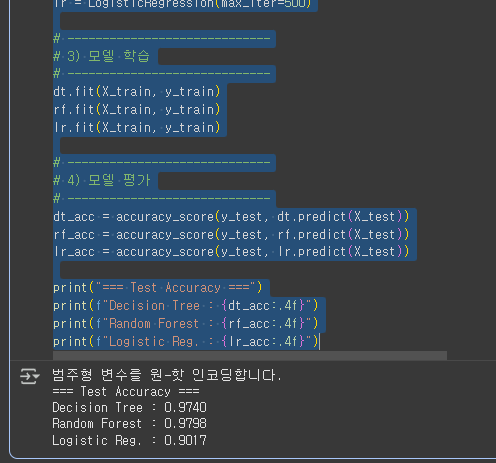 lr = LogisticRegression(max_iter=500)
# -----------------------------
# 3) 모델 학습
# -----------------------------
dt.fit(X_train, y_train)
rf.fit(X_train, y_train)
lr.fit(X_train, y_train)
# -----------------------------
# 4) 모델 평가
# -----------------------------
dt_acc = accuracy_score(y_test, dt.predict(X_test))
rf_acc = accuracy_score(y_test, rf.predict(X_test))
lr_acc = accuracy_score(y_test, lr.predict(X_test))
print("=== Test Accuracy ===")
print(f"Decision Tree : {dt_acc:.4f}")
print(f"Random Forest : {rf_acc:.4f}")
print(f"Logistic Reg. : {lr_acc:.4f}")
범주형 변수를 원-핫 인코딩합니다.
=== Test Accuracy ===
Decision Tree : 0.9740
Random Forest : 0.9798
Logistic Reg. : 0.9017